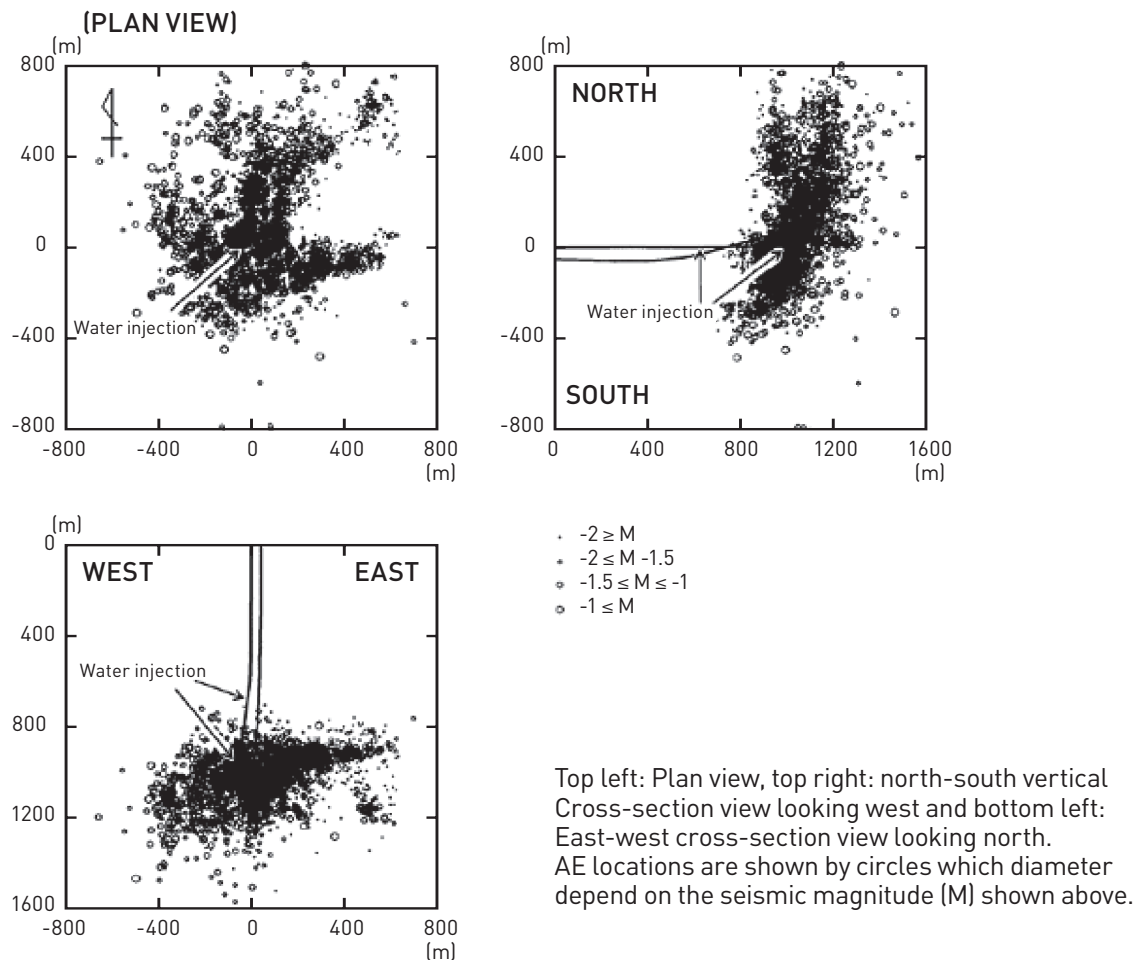 (PLAN VIEW)
(m)
800
400
0
-400
-800
-800 -400 0 400 800
(m)
Water injection
(m)
800
400
0
-400
-800
0 400 800 1200 1600
(m)
NORTH
Water injection
SOUTH
(m)
0
400
800
1200
1600
-800 -400 0 400 800
(m)
WEST EAST
Water injection
-2 ≥ M
-2 ≤ M -1.5
-1.5 ≤ M ≤ -1
-1 ≤ M
Top left: Plan view, top right: north-south vertical
Cross-section view looking west and bottom left:
East-west cross-section view looking north.
AE locations are shown by circles which diameter
depend on the seismic magnitude (M) shown above.